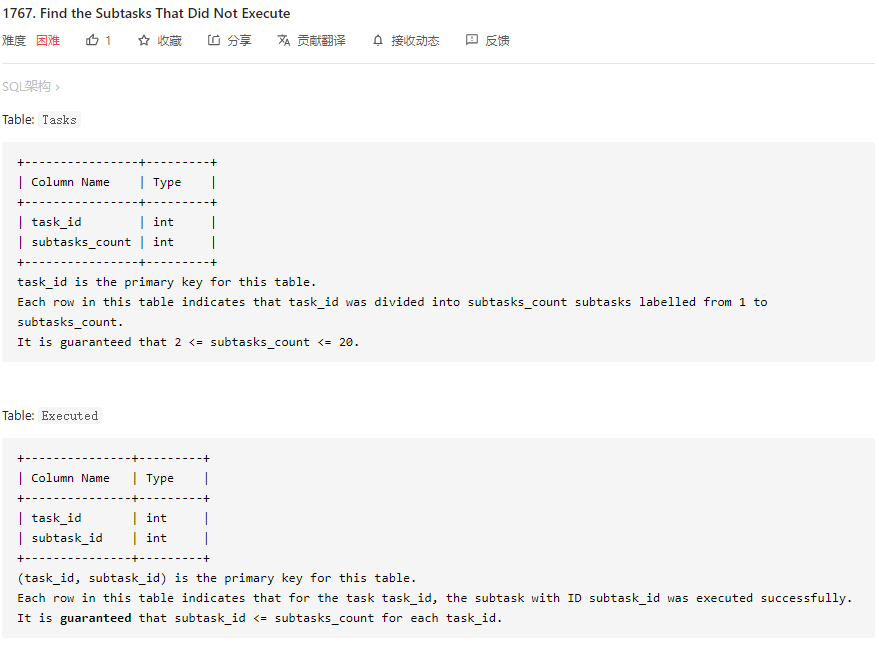 1767. Find the Subtasks That Did Not Execute
难度 困难 1 收藏 分享 贡献翻译 接收动态 反馈
SQL架构 ›
Table: Tasks
+----------------+---------+
| Column Name    | Type    |
+----------------+---------+
| task_id        | int     |
| subtasks_count | int     |
+----------------+---------+
task_id is the primary key for this table.
Each row in this table indicates that task_id was divided into subtasks_count subtasks labelled from 1 to
subtasks_count.
It is guaranteed that 2 <= subtasks_count <= 20.
Table: Executed
+---------------+---------+
| Column Name   | Type    |
+---------------+---------+
| task_id       | int     |
| subtask_id    | int     |
+---------------+---------+
(task_id, subtask_id) is the primary key for this table.
Each row in this table indicates that for the task task_id, the subtask with ID subtask_id was executed successfully.
It is guaranteed that subtask_id <= subtasks_count for each task_id.